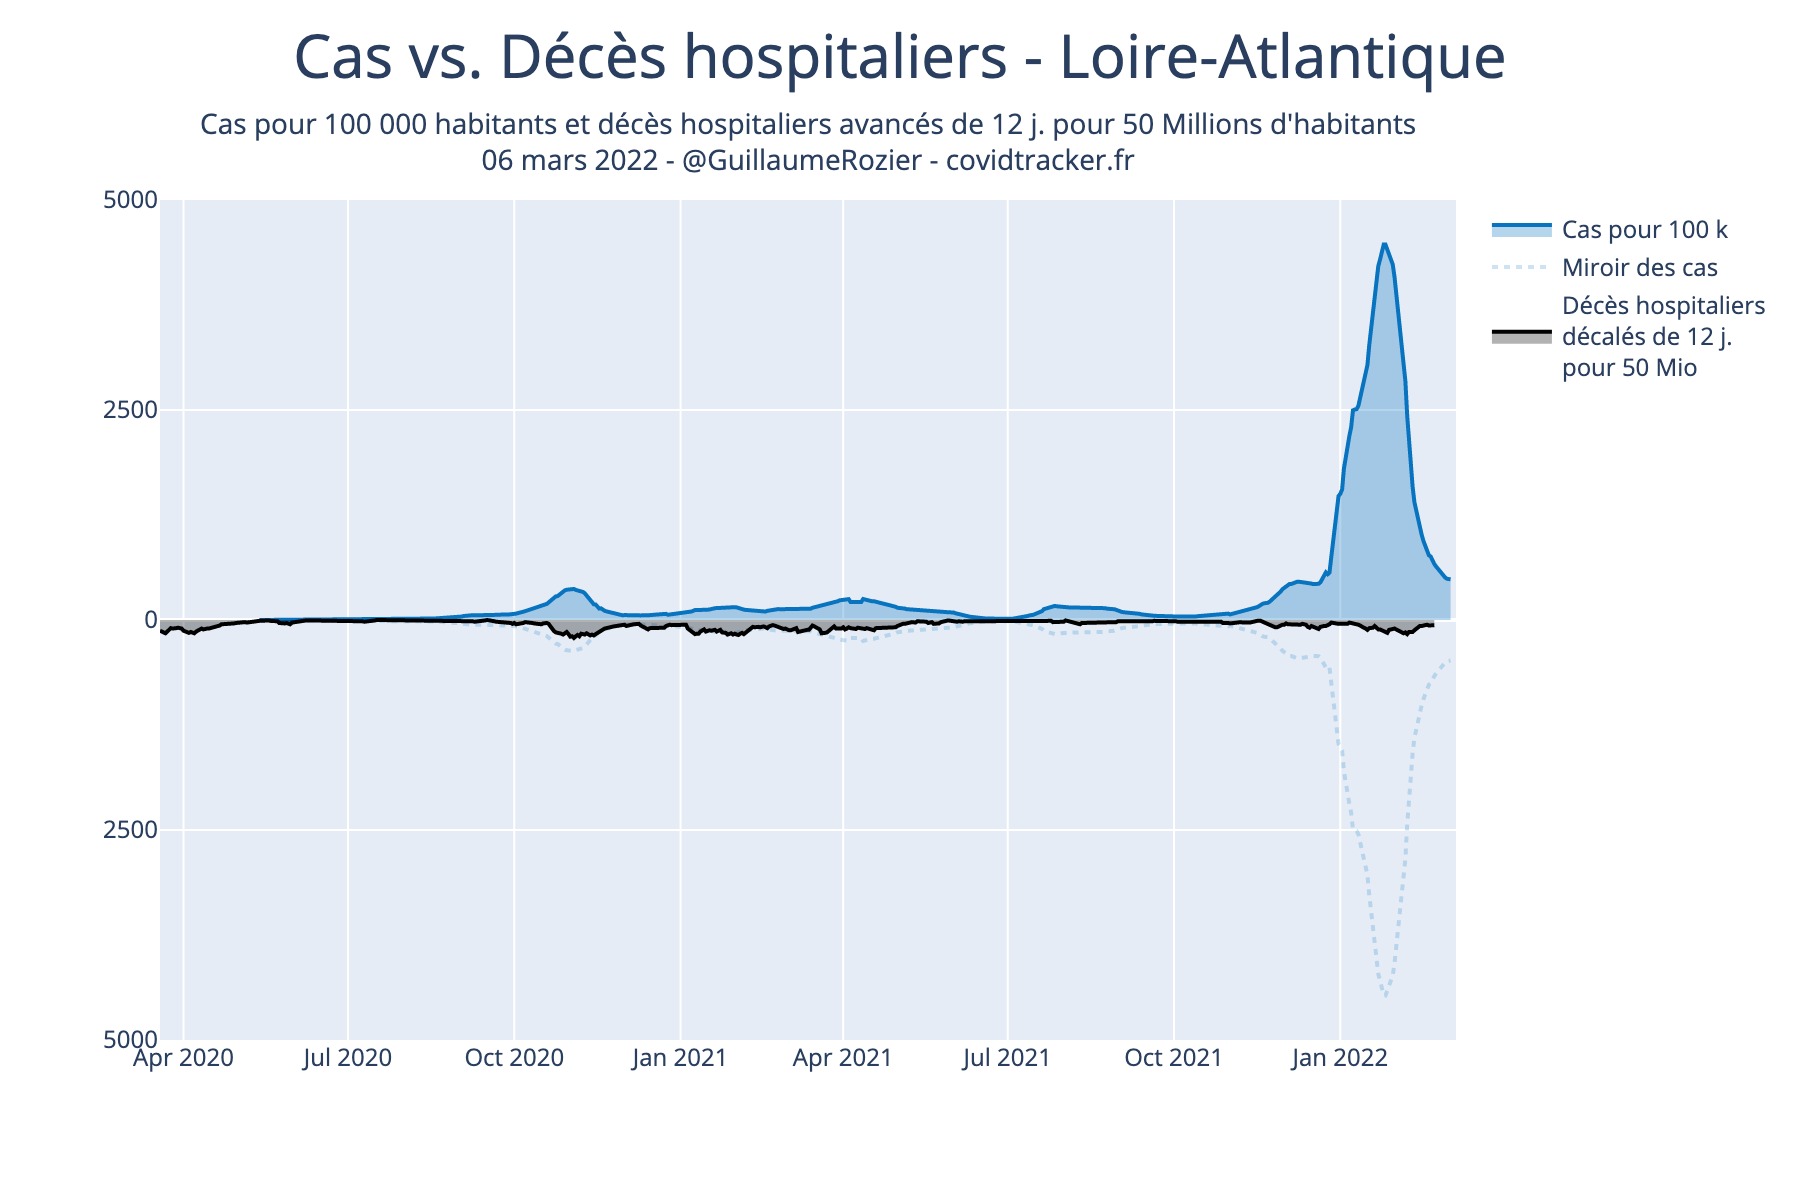 Cas vs. Décès hospitaliers - Loire-Atlantique
Cas pour 100 000 habitants et décès hospitaliers avancés de 12 j. pour 50 Millions d'habitants
06 mars 2022 - @GuillaumeRozier - covidtracker.fr
5000
2500
0
2500
5000
Apr 2020
Jul 2020
Oct 2020
Jan 2021
Apr 2021
Jul 2021
Oct 2021
Jan 2022
Cas pour 100 k
Miroir des cas
Décès hospitaliers
décalés de 12 j.
pour 50 Mio